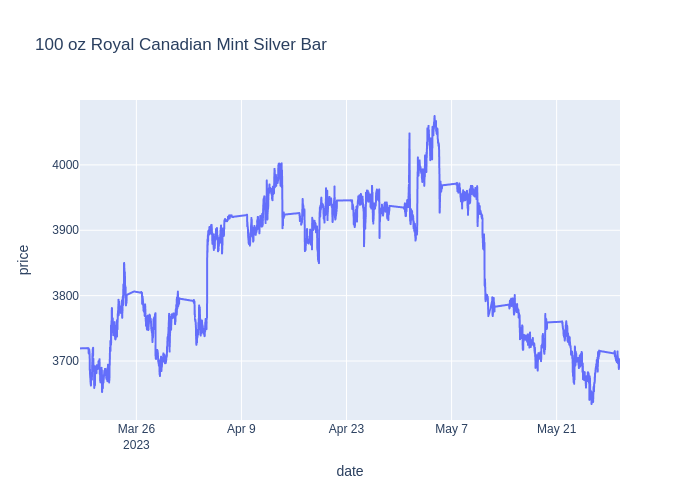 100 oz Royal Canadian Mint Silver Bar
4000
3900
3800
3700
price
Mar 26
2023
Apr 9
Apr 23
May 7
May 21
date